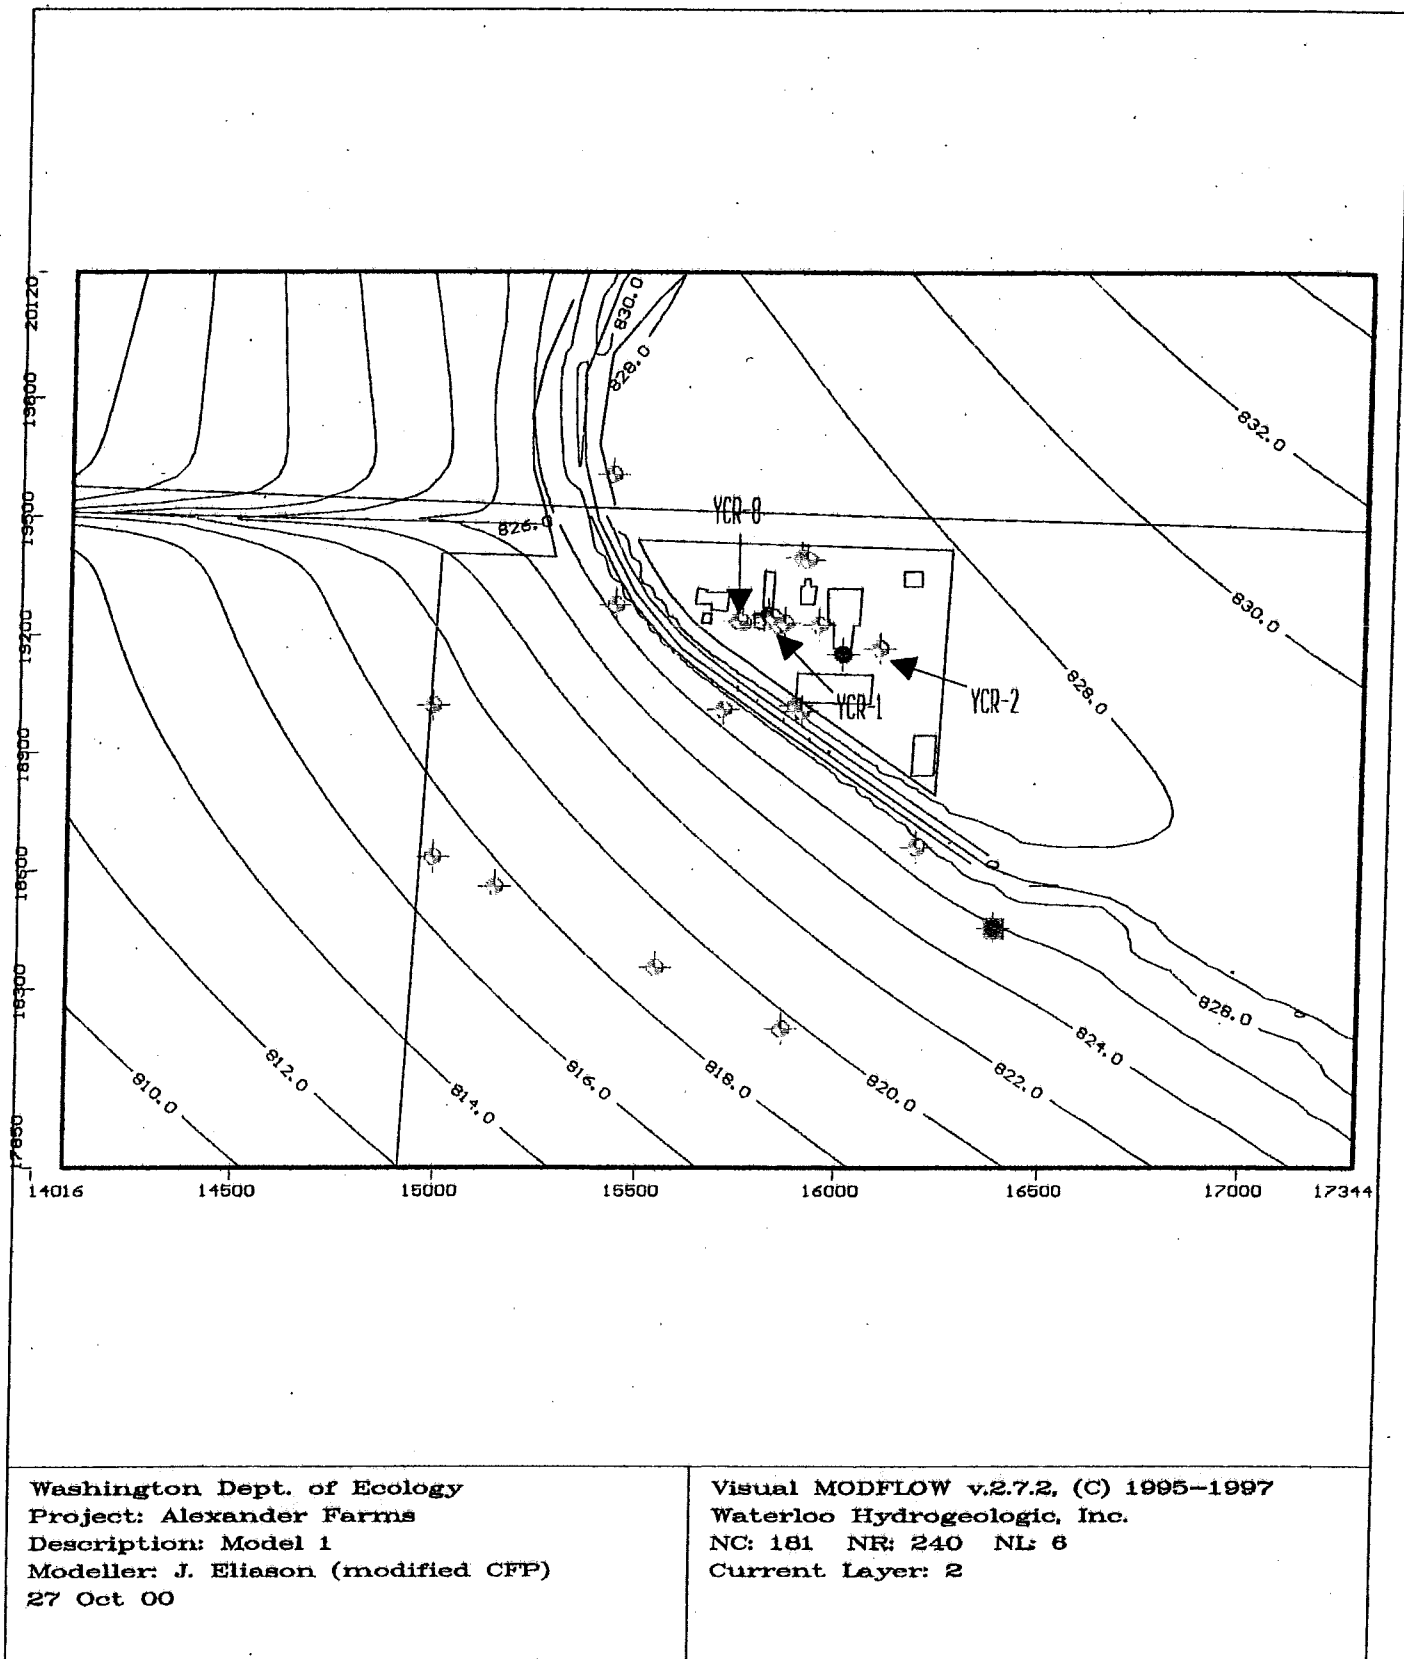 830.0
828.0
832.0
YCR-8
826.0
830.0
828.0
YCR-1
YCR-2
828.0
824.0
822.0
820.0
818.0
816.0
814.0
812.0
810.0
20120
19800
19500
19200
18900
18600
18300
17850
14016
14500
15000
15500
16000
16500
17000
17344
Washington Dept. of Ecology
Project: Alexander Farms
Description: Model 1
Modeller: J. Eliason (modified CFP)
27 Oct 00
Visual MODFLOW v.2.7.2, (C) 1995-1997
Waterloo Hydrogeologic, Inc.
NC: 181 NR: 240 NL: 6
Current Layer: 2